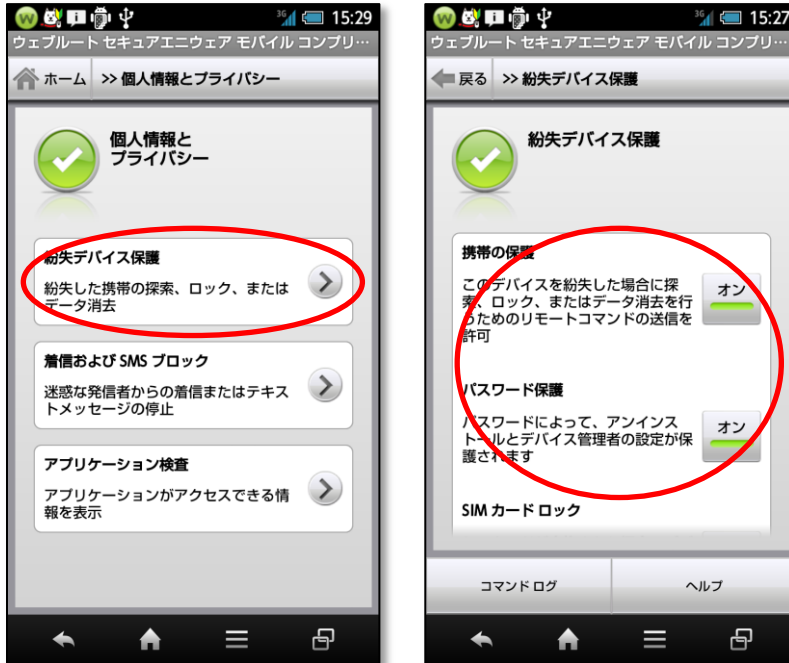 3G 15:29
ウェブルート セキュアエニウェア モバイル コンプリ…
ホーム >> 個人情報とプライバシー
個人情報と
プライバシー
紛失デバイス保護
紛失した携帯の探索、ロック、または
データ消去
着信および SMS ブロック
迷惑な発信者からの着信またはテキス
トメッセージの停止
アプリケーション検査
アプリケーションがアクセスできる情
報を表示
3G 15:27
ウェブルート セキュアエニウェア モバイル コンプリ…
戻る >> 紛失デバイス保護
紛失デバイス保護
携帯の保護
このデバイスを紛失した場合に探
索、ロック、またはデータ消去を行
うためのリモートコマンドの送信を
許可
オン
パスワード保護
パスワードによって、アンインス
トールとデバイス管理者の設定が保
護されます
オン
SIM カード ロック
コマンド ログ
ヘルプ